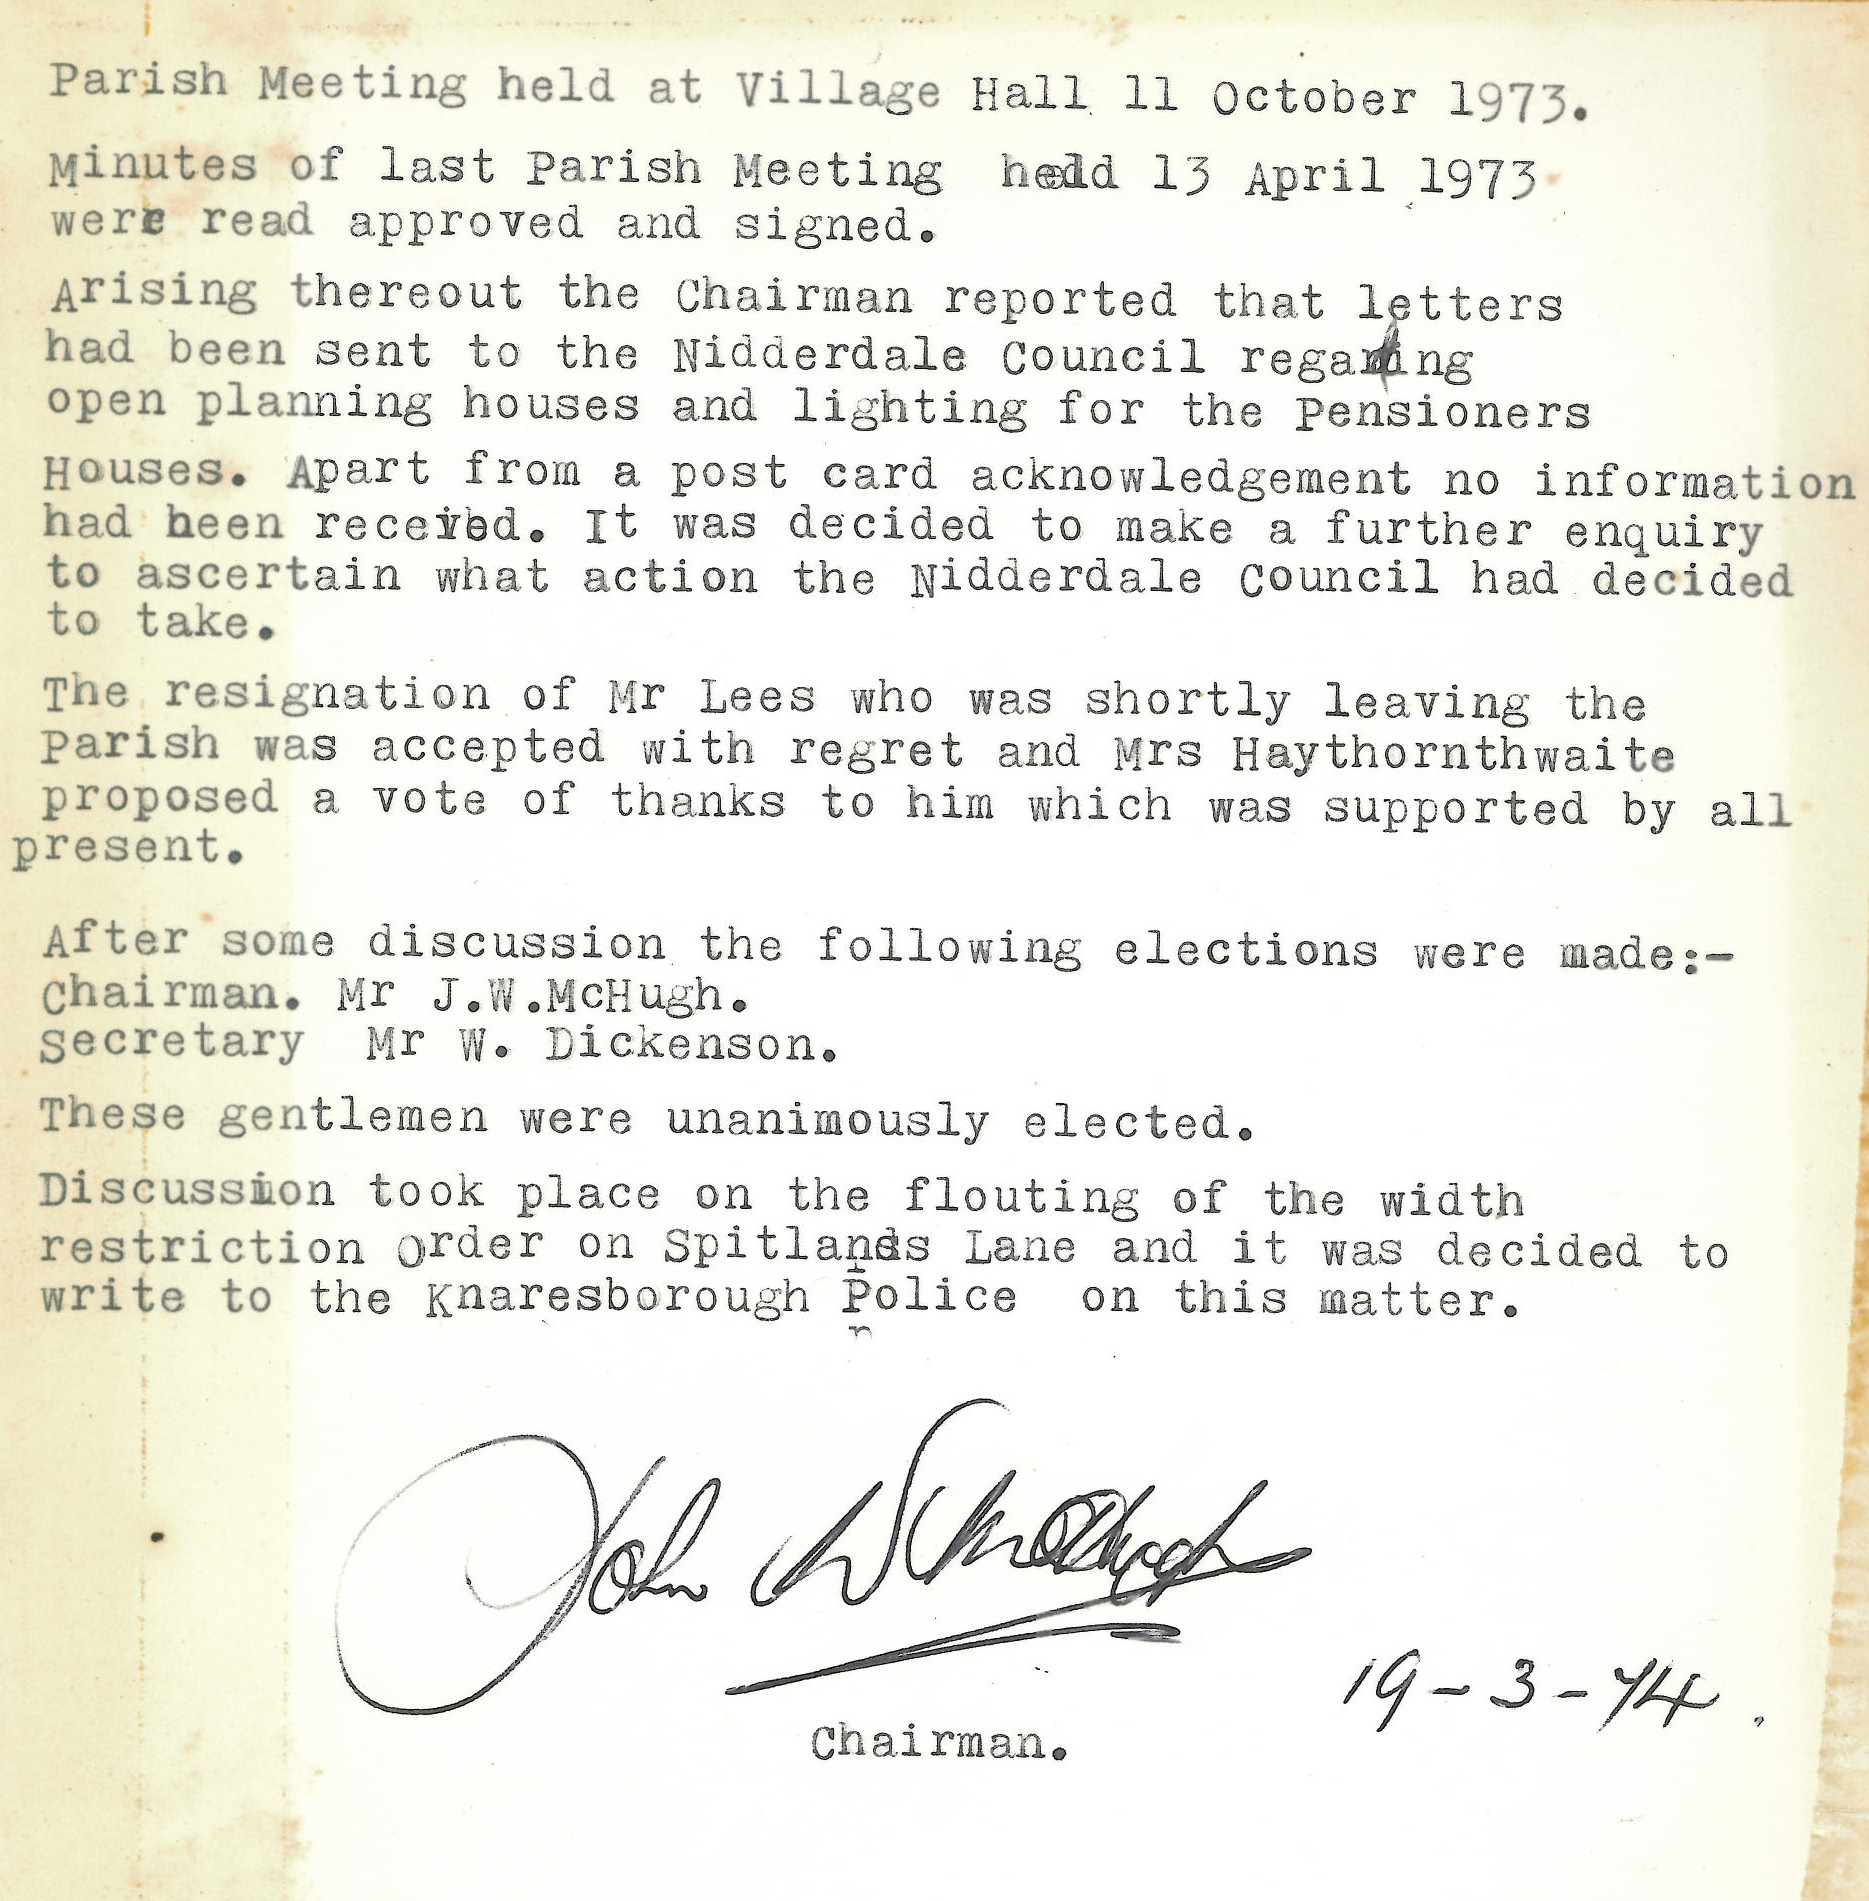 Parish Meeting held at Village Hall 11 October 1973.
Minutes of last Parish Meeting held 13 April 1973
were read approved and signed.
Arising thereout the Chairman reported that letters
had been sent to the Nidderdale Council regarding
open planning houses and lighting for the Pensioners
Houses. Apart from a post card acknowledgement no information
had been received. It was decided to make a further enquiry
to ascertain what action the Nidderdale Council had decided
to take.
The resignation of Mr Lees who was shortly leaving the
Parish was accepted with regret and Mrs Haythornthwaite
proposed a vote of thanks to him which was supported by all
present.
After some discussion the following elections were made:-
Chairman. Mr J.W.McHugh.
Secretary Mr W. Dickenson.
These gentlemen were unanimously elected.
Discussion took place on the flouting of the width
restriction Order on Spitlands Lane and it was decided to
write to the Knaresborough Police on this matter.
John W McHugh
19-3-74.
Chairman.